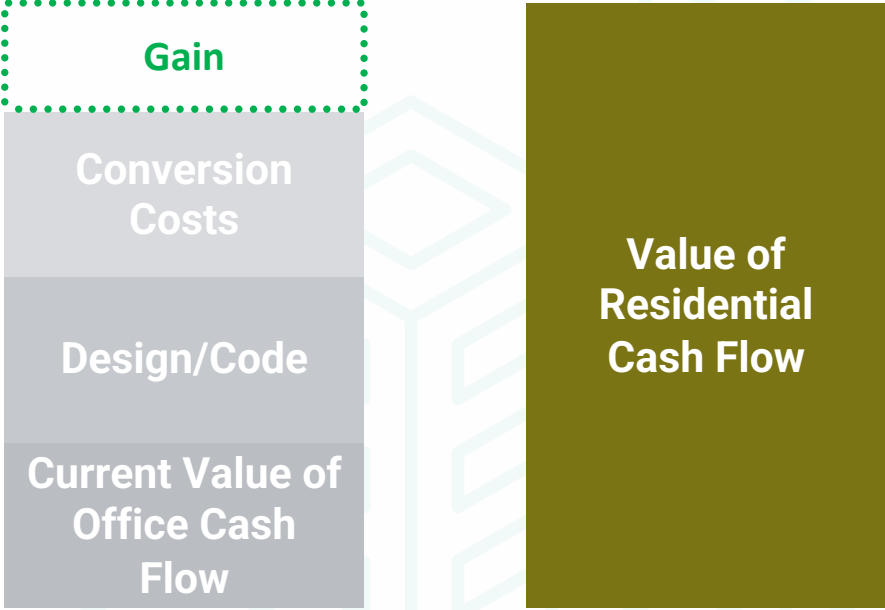 Gain
Conversion
Costs
Design/Code
Current Value of
Office Cash
Flow
Value of
Residential
Cash Flow